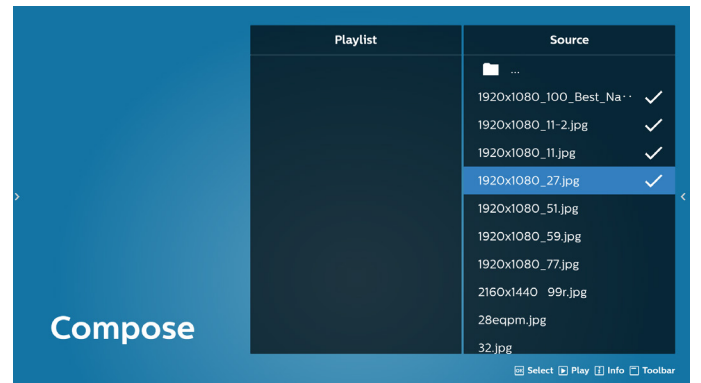 Playlist
Source
...
1920x1080_100_Best_Na··
1920x1080_11-2.jpg
1920x1080_11.jpg
1920x1080_27.jpg
1920x1080_51.jpg
1920x1080_59.jpg
1920x1080_77.jpg
2160x1440 99r.jpg
28eqpm.jpg
32.jpg
Compose
OK Select Play i Info Toolbar